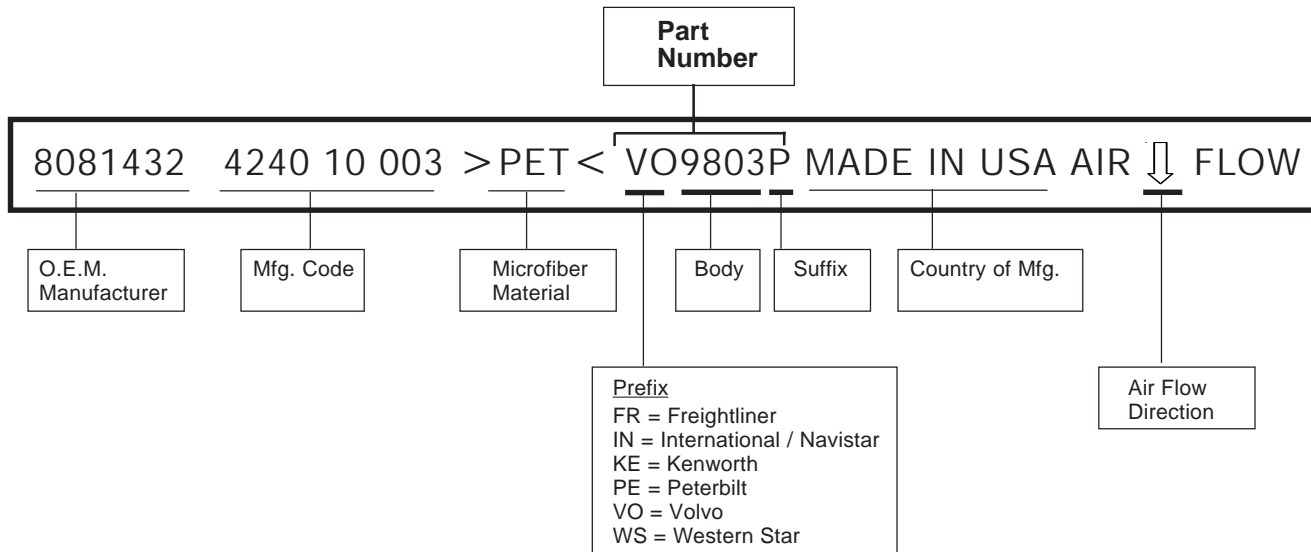 Part
Number
8081432 4240 10 003 >PET< VO9803P MADE IN USA AIR ⇩ FLOW
O.E.M.
Manufacturer
Mfg. Code
Microfiber
Material
Body
Suffix
Country of Mfg.
Prefix
FR = Freightliner
IN = International / Navistar
KE = Kenworth
PE = Peterbilt
VO = Volvo
WS = Western Star
Air Flow
Direction